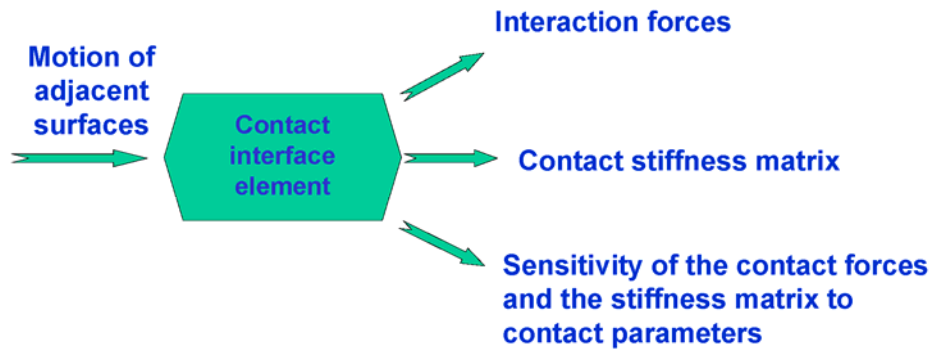 Motion of
adjacent
surfaces
Contact
interface
element
Interaction forces
Contact stiffness matrix
Sensitivity of the contact forces
and the stiffness matrix to
contact parameters